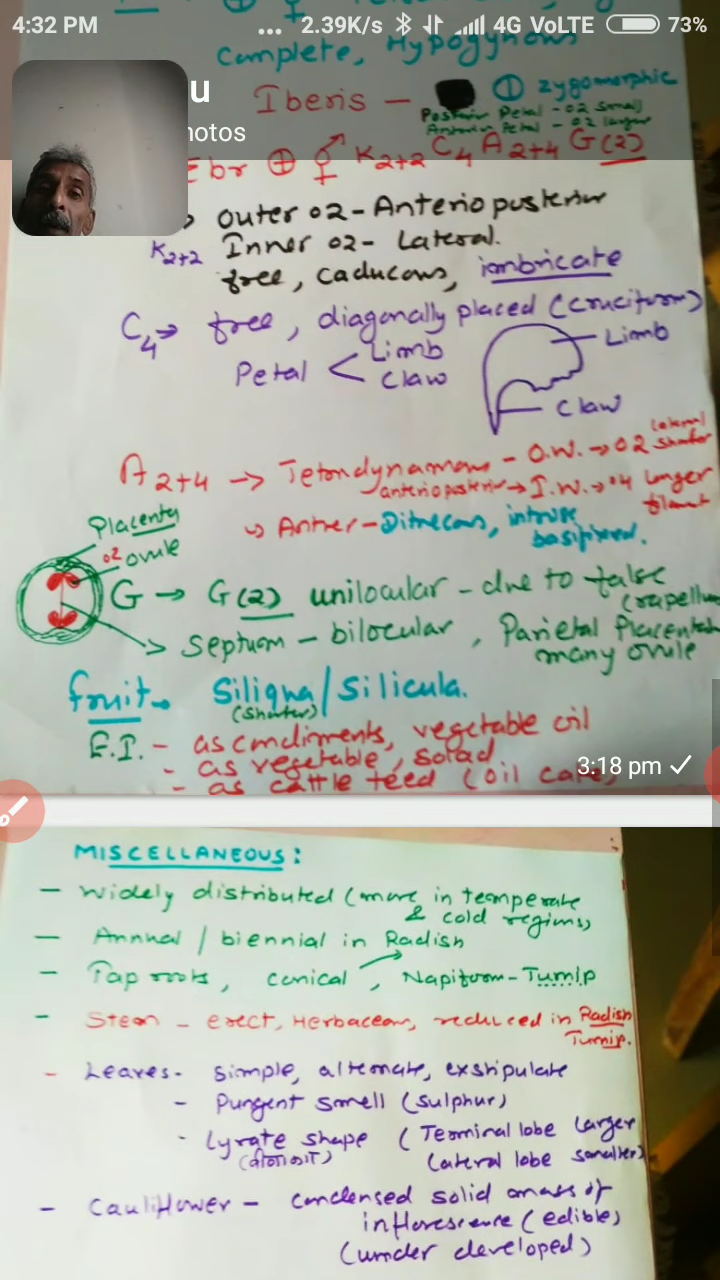 4:32 PM ... 2.39K/s 4G VoLTE 73%
Complete, Hypogynous
u
Iberis - ⊕ zygomorphic
hotos
Posterior Petal - 02 small
Anterior Petal - 02 larger
Ebr ⊕ ⚥ K2+2 C4 A2+4 G(2)
outer 02 - Anterioposterior
K2+2 Inner 02 - Lateral.
free, caducous, imbricate
C4 → free, diagonally placed (cruciform)
Petal < Limb
Claw
Limb
Claw
A2+4 → Tetradynamous - O.W. → 02 lateral shorter
anterioposterior → I.W. → 04 longer filament
↳ Anther - Dithecous, introse
basifixed.
Placenta
02 ovule
G → G(2) unilocular - due to false
(rapellum
Septum - bilocular, Parietal Placentat
many ovule
fruit → Siliqua/Silicula.
E.I. - as condiments, vegetable oil
- as vegetable, salad
- as cattle feed (oil cake)
3:18 pm ✓
MISCELLANEOUS:
- Widely distributed (more in temperate
& cold regions)
- Annual / biennial in Radish
- Tap roots, conical, Napiform - Turnip
- Stem - erect, Herbaceous, reduced in Radish
Turnip.
- Leaves - simple, alternate, exstipulate
- Pungent smell (sulphur)
- Lyrate shape (Terminal lobe larger
Lateral lobe smaller)
- Cauliflower - condensed solid mass of
inflorescence (edible)
(under developed)